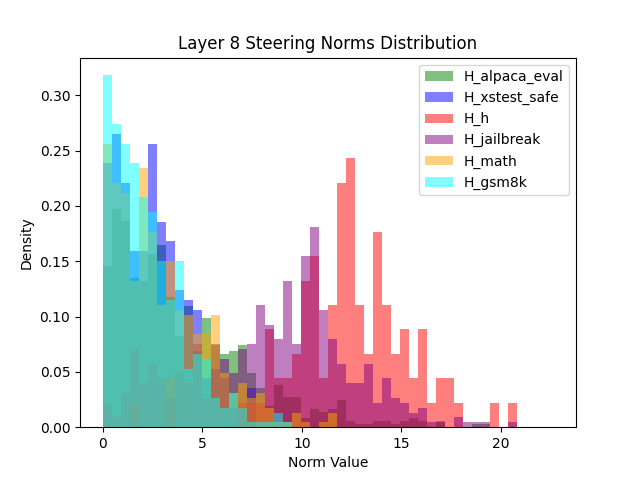 Layer 8 Steering Norms Distribution
H_alpaca_eval
H_xstest_safe
H_h
H_jailbreak
H_math
H_gsm8k
0.30
0.25
0.20
0.15
0.10
0.05
0.00
Density
0 5 10 15 20
Norm Value